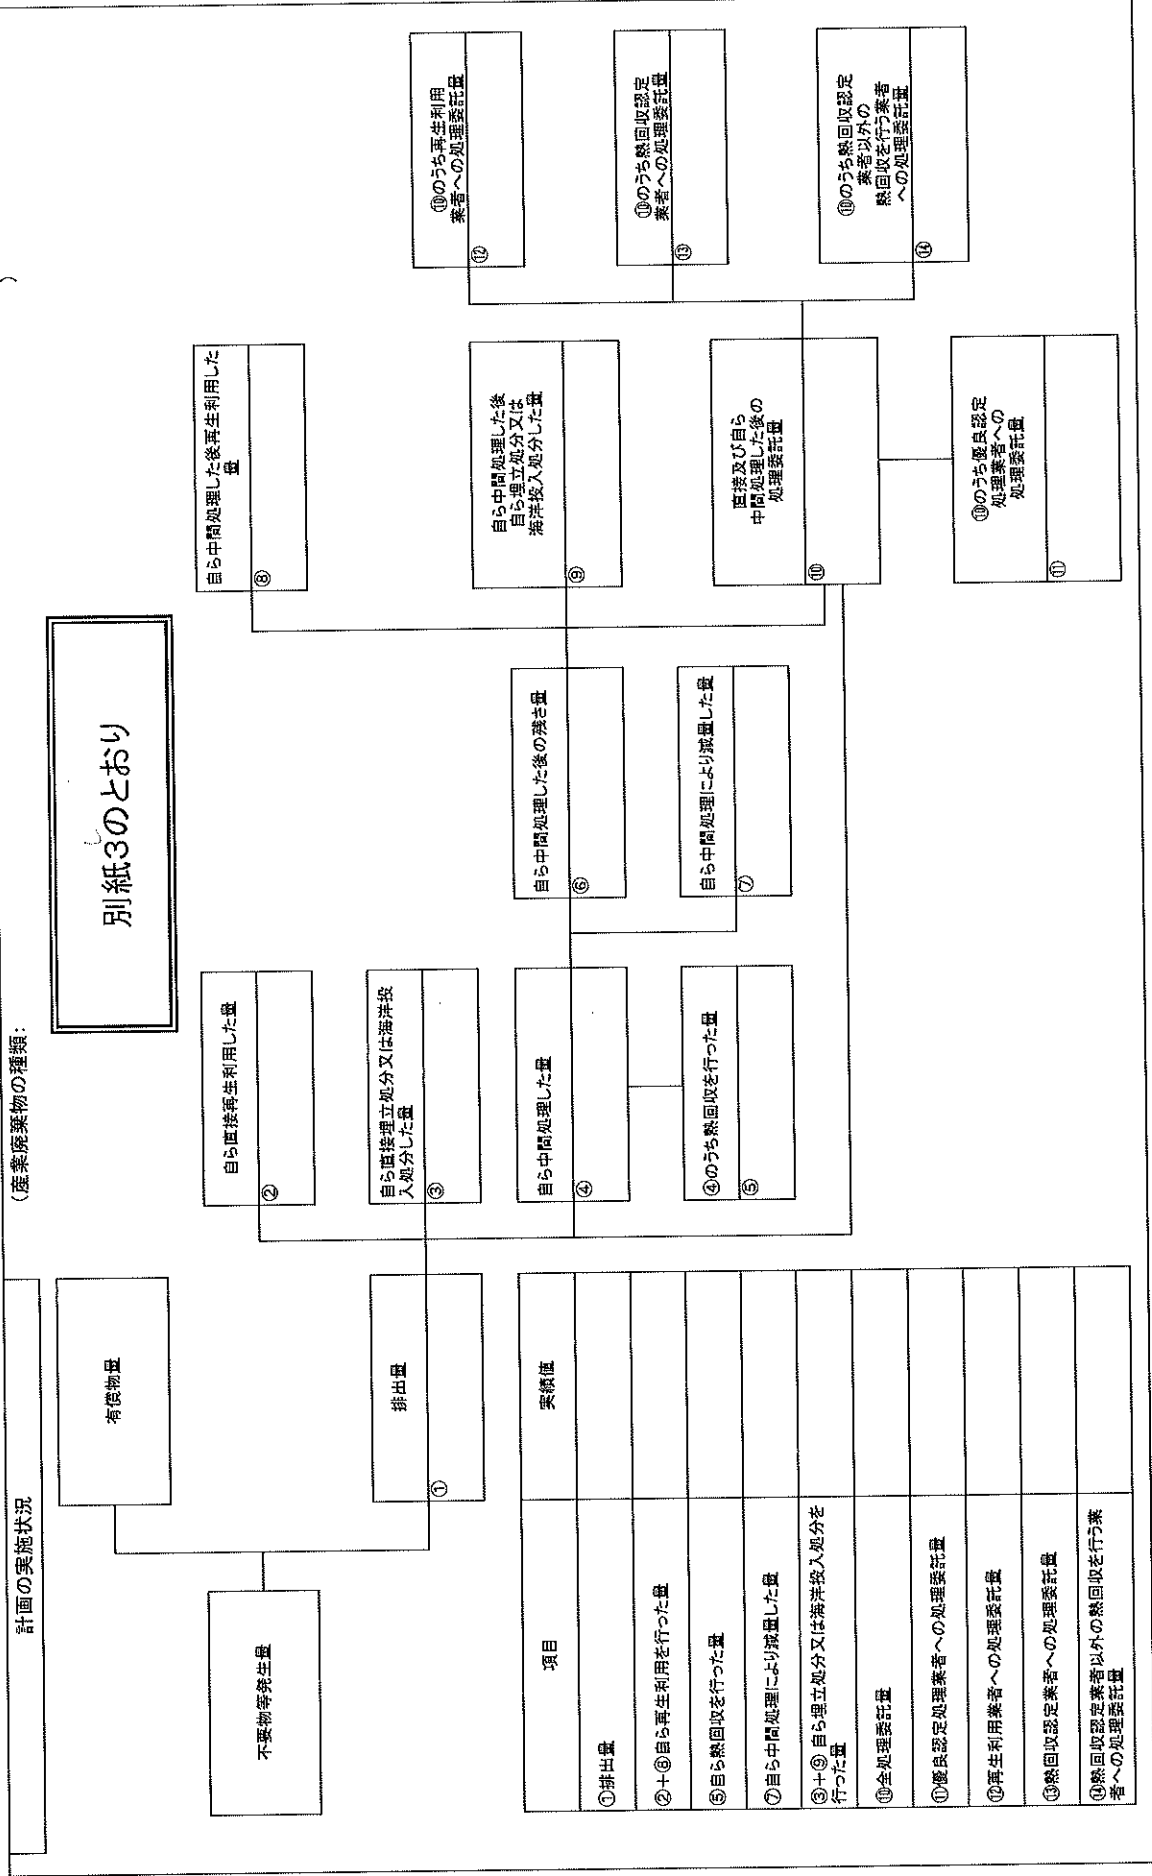 計画の実施状況
(産業廃棄物の種類:
)
別紙3のとおり
不要物等発生量
有償物量
排出量
①
自ら直接再生利用した量
②
自ら直接埋立処分又は海洋投
入処分した量
③
自ら中間処理した量
④
④のうち熱回収を行った量
⑤
自ら中間処理した後の残さ量
⑥
自ら中間処理により減量した量
⑦
自ら中間処理した後再生利用した
量
⑧
自ら中間処理した後
自ら埋立処分又は
海洋投入処分した量
⑨
直接及び自ら
中間処理した後の
処理委託量
⑩
⑩のうち優良認定
処理業者への
処理委託量
⑪
⑩のうち再生利用
業者への処理委託量
⑫
⑩のうち熱回収認定
業者への処理委託量
⑬
⑩のうち熱回収認定
業者以外の
熱回収を行う業者
への処理委託量
⑭
項目
実績値
①排出量
②+⑧自ら再生利用を行った量
⑤自ら熱回収を行った量
⑦自ら中間処理により減量した量
③+⑨ 自ら埋立処分又は海洋投入処分を
行った量
⑩全処理委託量
⑪優良認定処理業者への処理委託量
⑫再生利用業者への処理委託量
⑬熱回収認定業者への処理委託量
⑭熱回収認定業者以外の熱回収を行う業
者への処理委託量